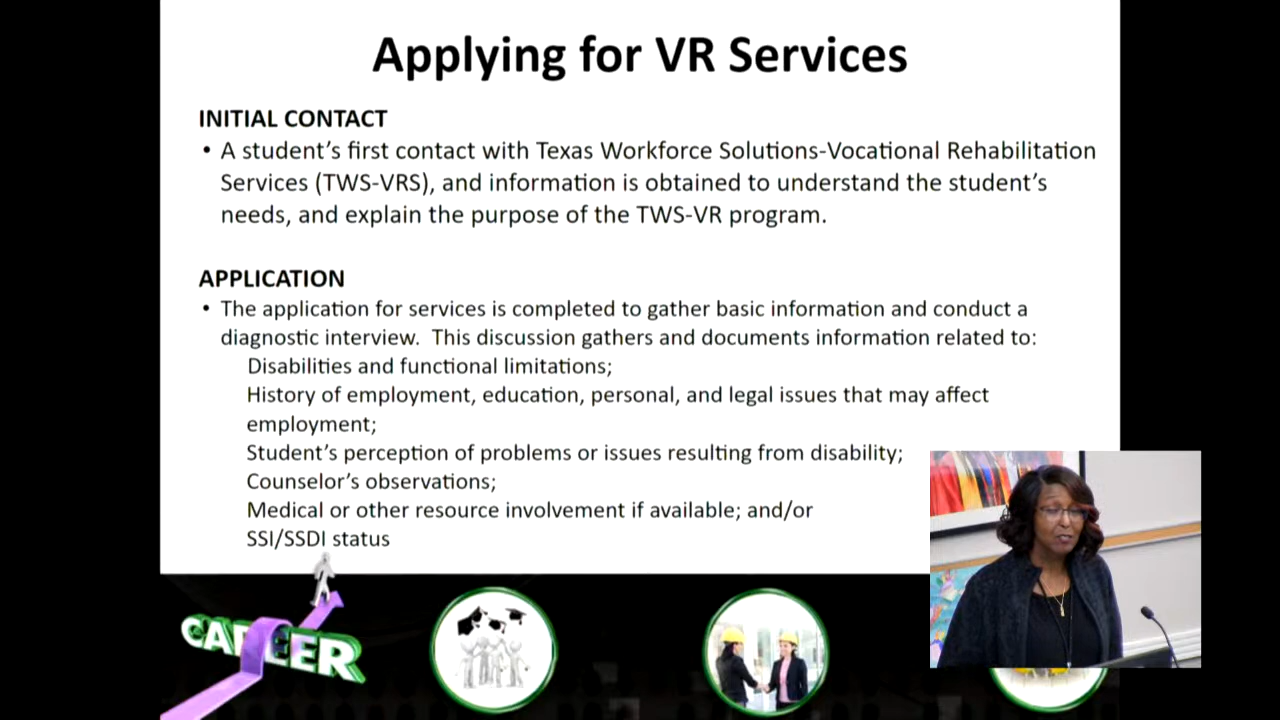 Applying for VR Services
INITIAL CONTACT
• A student's first contact with Texas Workforce Solutions-Vocational Rehabilitation
Services (TWS-VRS), and information is obtained to understand the student's
needs, and explain the purpose of the TWS-VR program.
APPLICATION
• The application for services is completed to gather basic information and conduct a
diagnostic interview.  This discussion gathers and documents information related to:
Disabilities and functional limitations;
History of employment, education, personal, and legal issues that may affect
employment;
Student's perception of problems or issues resulting from disability;
Counselor's observations;
Medical or other resource involvement if available; and/or
SSI/SSDI status
CAREER